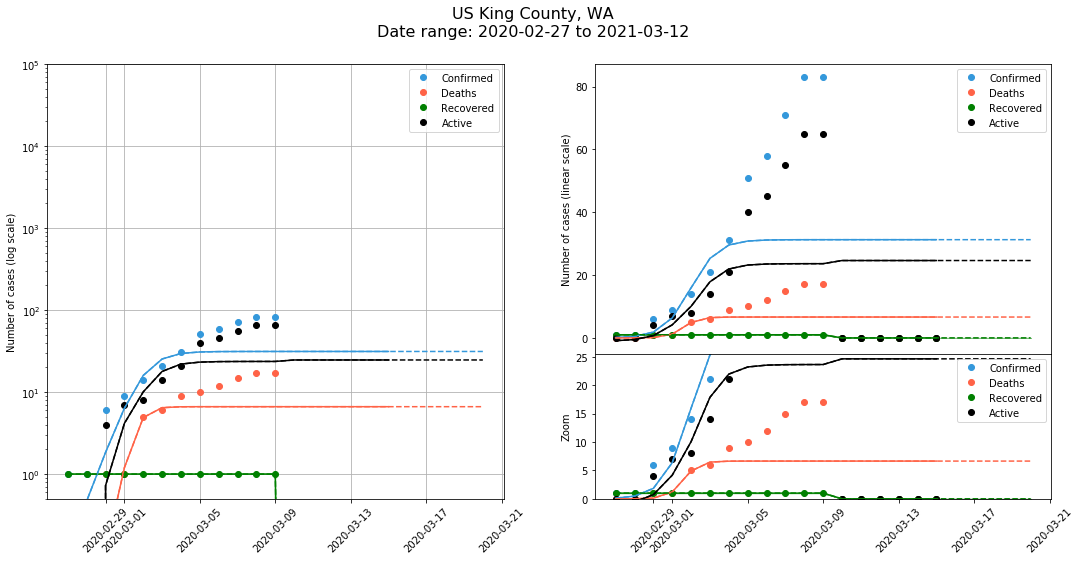 US King County, WA
Date range: 2020-02-27 to 2021-03-12
Number of cases (log scale)
10^5
10^4
10^3
10^2
10^1
10^0
Confirmed
Deaths
Recovered
Active
2020-02-29
2020-03-01
2020-03-05
2020-03-09
2020-03-13
2020-03-17
2020-03-21
Number of cases (linear scale)
80
60
40
20
0
Confirmed
Deaths
Recovered
Active
Zoom
25
20
15
10
5
0
Confirmed
Deaths
Recovered
Active
2020-02-29
2020-03-01
2020-03-05
2020-03-09
2020-03-13
2020-03-17
2020-03-21